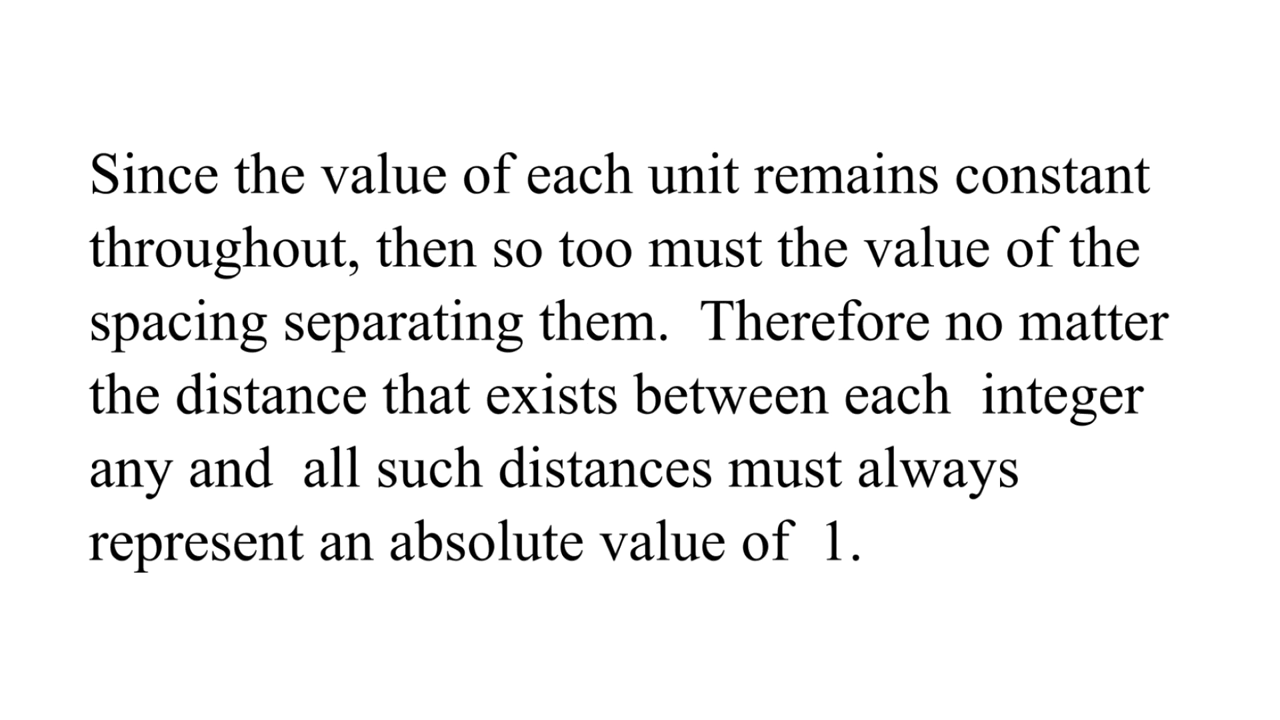 Since the value of each unit remains constant
throughout, then so too must the value of the
spacing separating them.  Therefore no matter
the distance that exists between each  integer
any and  all such distances must always
represent an absolute value of  1.